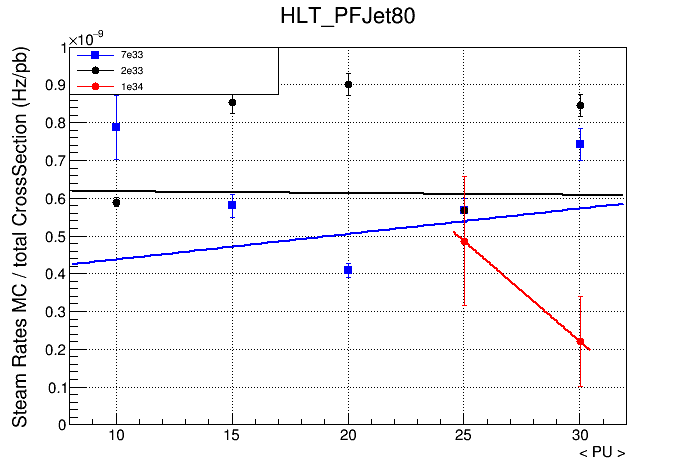 HLT_PFJet80
×10⁻⁹
1
7e33
2e33
1e34
0.9
0.8
0.7
0.6
0.5
0.4
0.3
0.2
0.1
0
Steam Rates MC / total CrossSection (Hz/pb)
10 15 20 25 30
< PU >